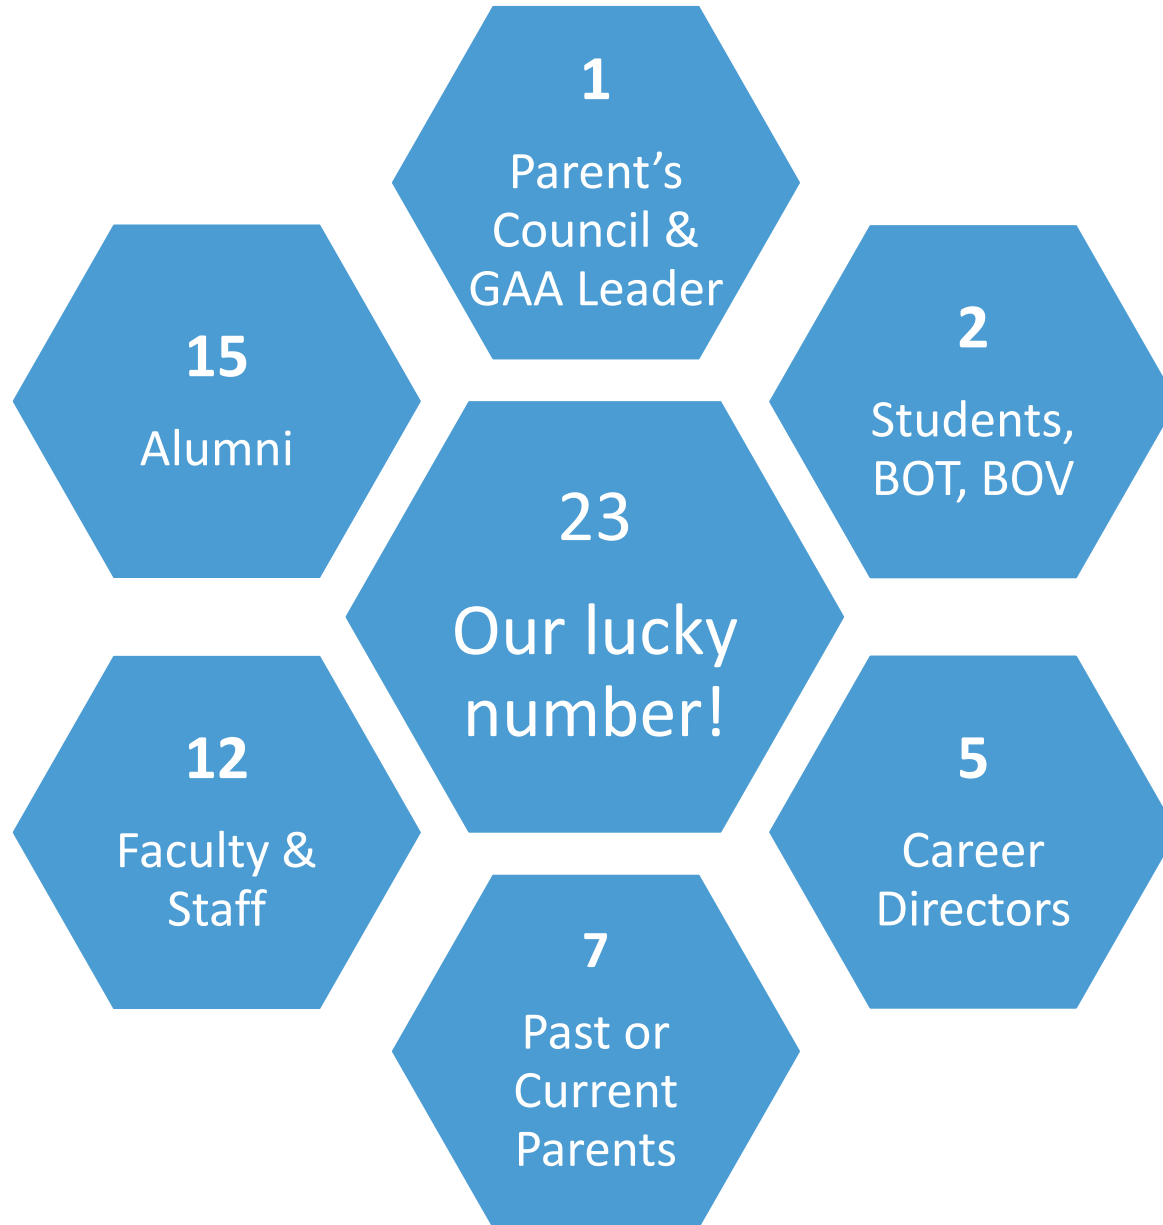 1
Parent’s
Council &
GAA Leader
15
Alumni
2
Students,
BOT, BOV
23
Our lucky
number!
12
Faculty &
Staff
5
Career
Directors
7
Past or
Current
Parents